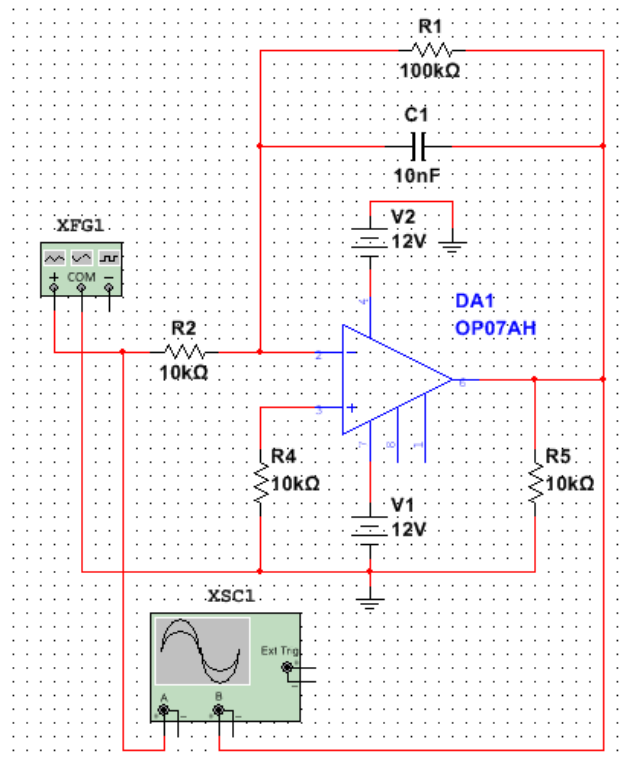 R1
100kΩ
C1
10nF
XFG1
+ COM −
V2
12V
4
DA1
OP07AH
R2
10kΩ
2
−
6
3
+
7
8
1
R4
10kΩ
R5
10kΩ
V1
12V
XSC1
Ext Trig
+
−
A
B
+
−
+
−